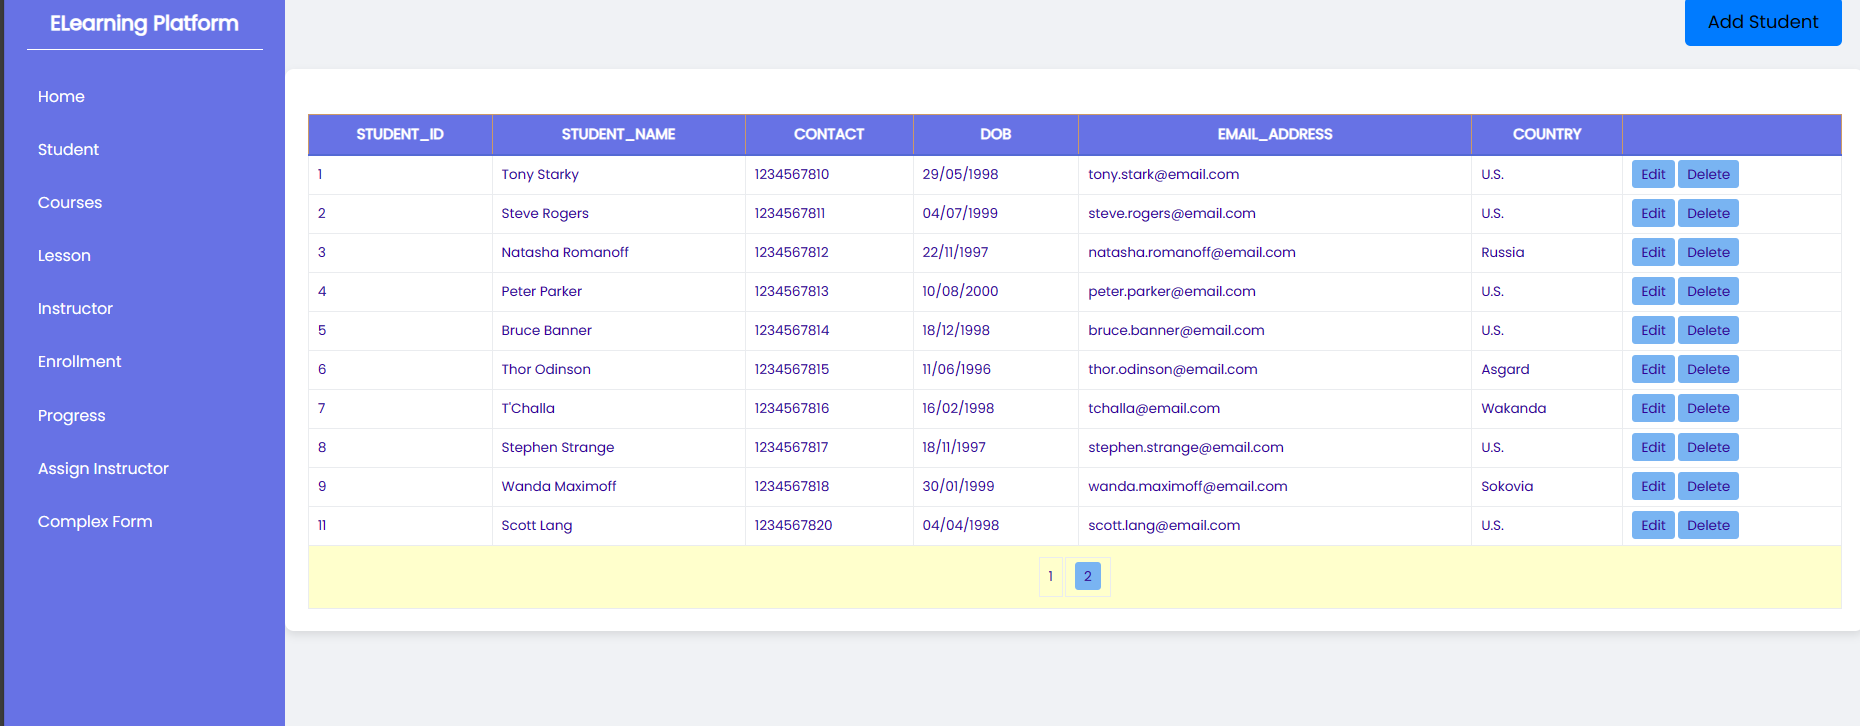 ELearning Platform
Add Student
Home
Student
Courses
Lesson
Instructor
Enrollment
Progress
Assign Instructor
Complex Form
STUDENT_ID STUDENT_NAME CONTACT DOB EMAIL_ADDRESS COUNTRY
1 Tony Starky 1234567810 29/05/1998 tony.stark@email.com U.S. Edit Delete
2 Steve Rogers 1234567811 04/07/1999 steve.rogers@email.com U.S. Edit Delete
3 Natasha Romanoff 1234567812 22/11/1997 natasha.romanoff@email.com Russia Edit Delete
4 Peter Parker 1234567813 10/08/2000 peter.parker@email.com U.S. Edit Delete
5 Bruce Banner 1234567814 18/12/1998 bruce.banner@email.com U.S. Edit Delete
6 Thor Odinson 1234567815 11/06/1996 thor.odinson@email.com Asgard Edit Delete
7 T'Challa 1234567816 16/02/1998 tchalla@email.com Wakanda Edit Delete
8 Stephen Strange 1234567817 18/11/1997 stephen.strange@email.com U.S. Edit Delete
9 Wanda Maximoff 1234567818 30/01/1999 wanda.maximoff@email.com Sokovia Edit Delete
11 Scott Lang 1234567820 04/04/1998 scott.lang@email.com U.S. Edit Delete
1 2